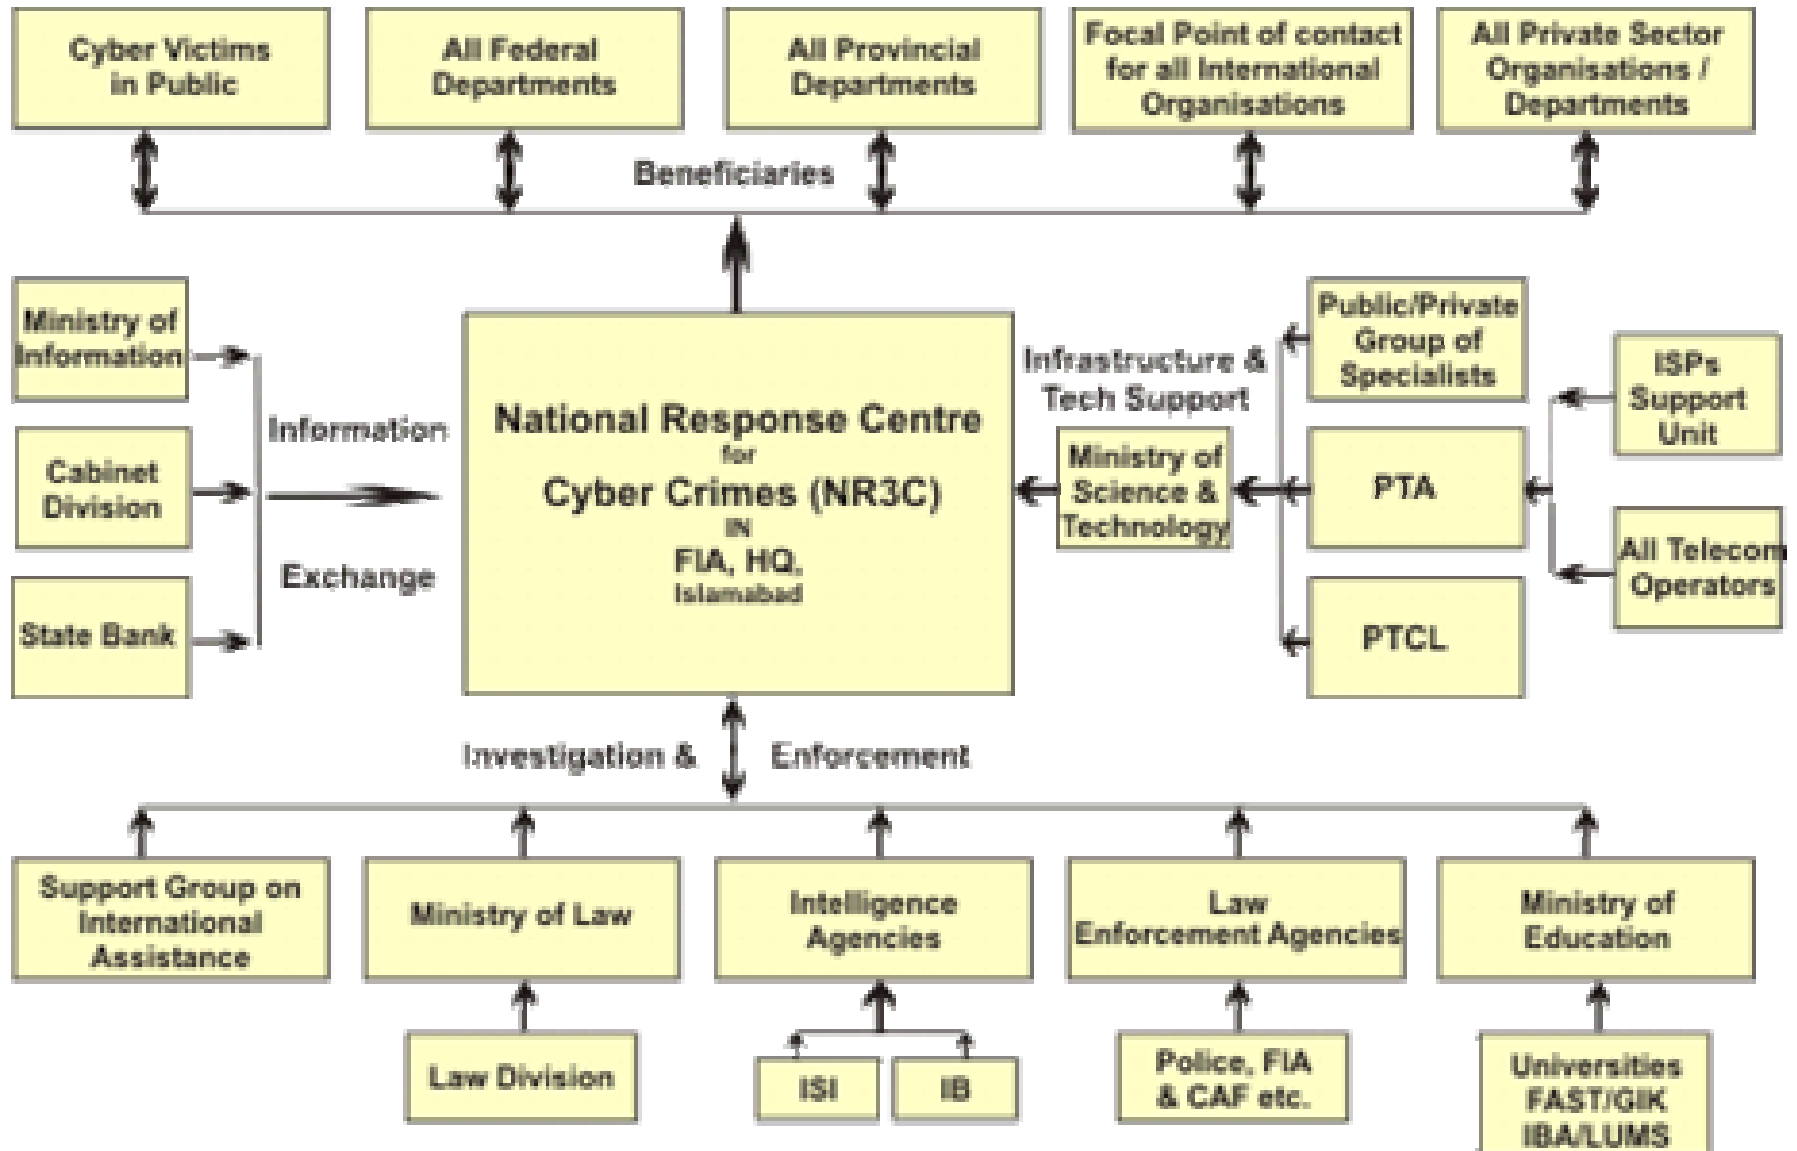 Cyber Victims
in Public
All Federal
Departments
All Provincial
Departments
Focal Point of contact
for all International
Organisations
All Private Sector
Organisations /
Departments
Beneficiaries
Ministry of
Information
Cabinet
Division
State Bank
Information
Exchange
National Response Centre
for
Cyber Crimes (NR3C)
IN
FIA, HQ,
Islamabad
Infrastructure &
Tech Support
Ministry of
Science &
Technology
Public/Private
Group of
Specialists
PTA
PTCL
ISPs
Support
Unit
All Telecom
Operators
Investigation & Enforcement
Support Group on
International
Assistance
Ministry of Law
Intelligence
Agencies
Law
Enforcement Agencies
Ministry of
Education
Law Division
ISI
IB
Police, FIA
& CAF etc.
Universities
FAST/GIK
IBA/LUMS